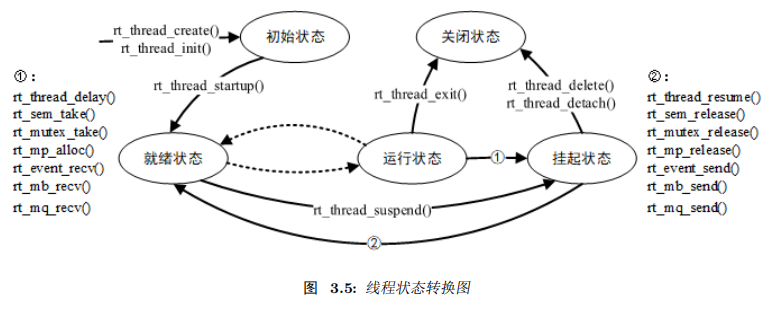 rt_thread_create()
rt_thread_init()
初始状态
关闭状态
①：
rt_thread_delay()
rt_sem_take()
rt_mutex_take()
rt_mp_alloc()
rt_event_recv()
rt_mb_recv()
rt_mq_recv()
rt_thread_startup()
rt_thread_exit()
rt_thread_delete()
rt_thread_detach()
②：
rt_thread_resume()
rt_sem_release()
rt_mutex_release()
rt_mp_release()
rt_event_send()
rt_mb_send()
rt_mq_send()
就绪状态
运行状态
①
挂起状态
rt_thread_suspend()
②
图 3.5: 线程状态转换图